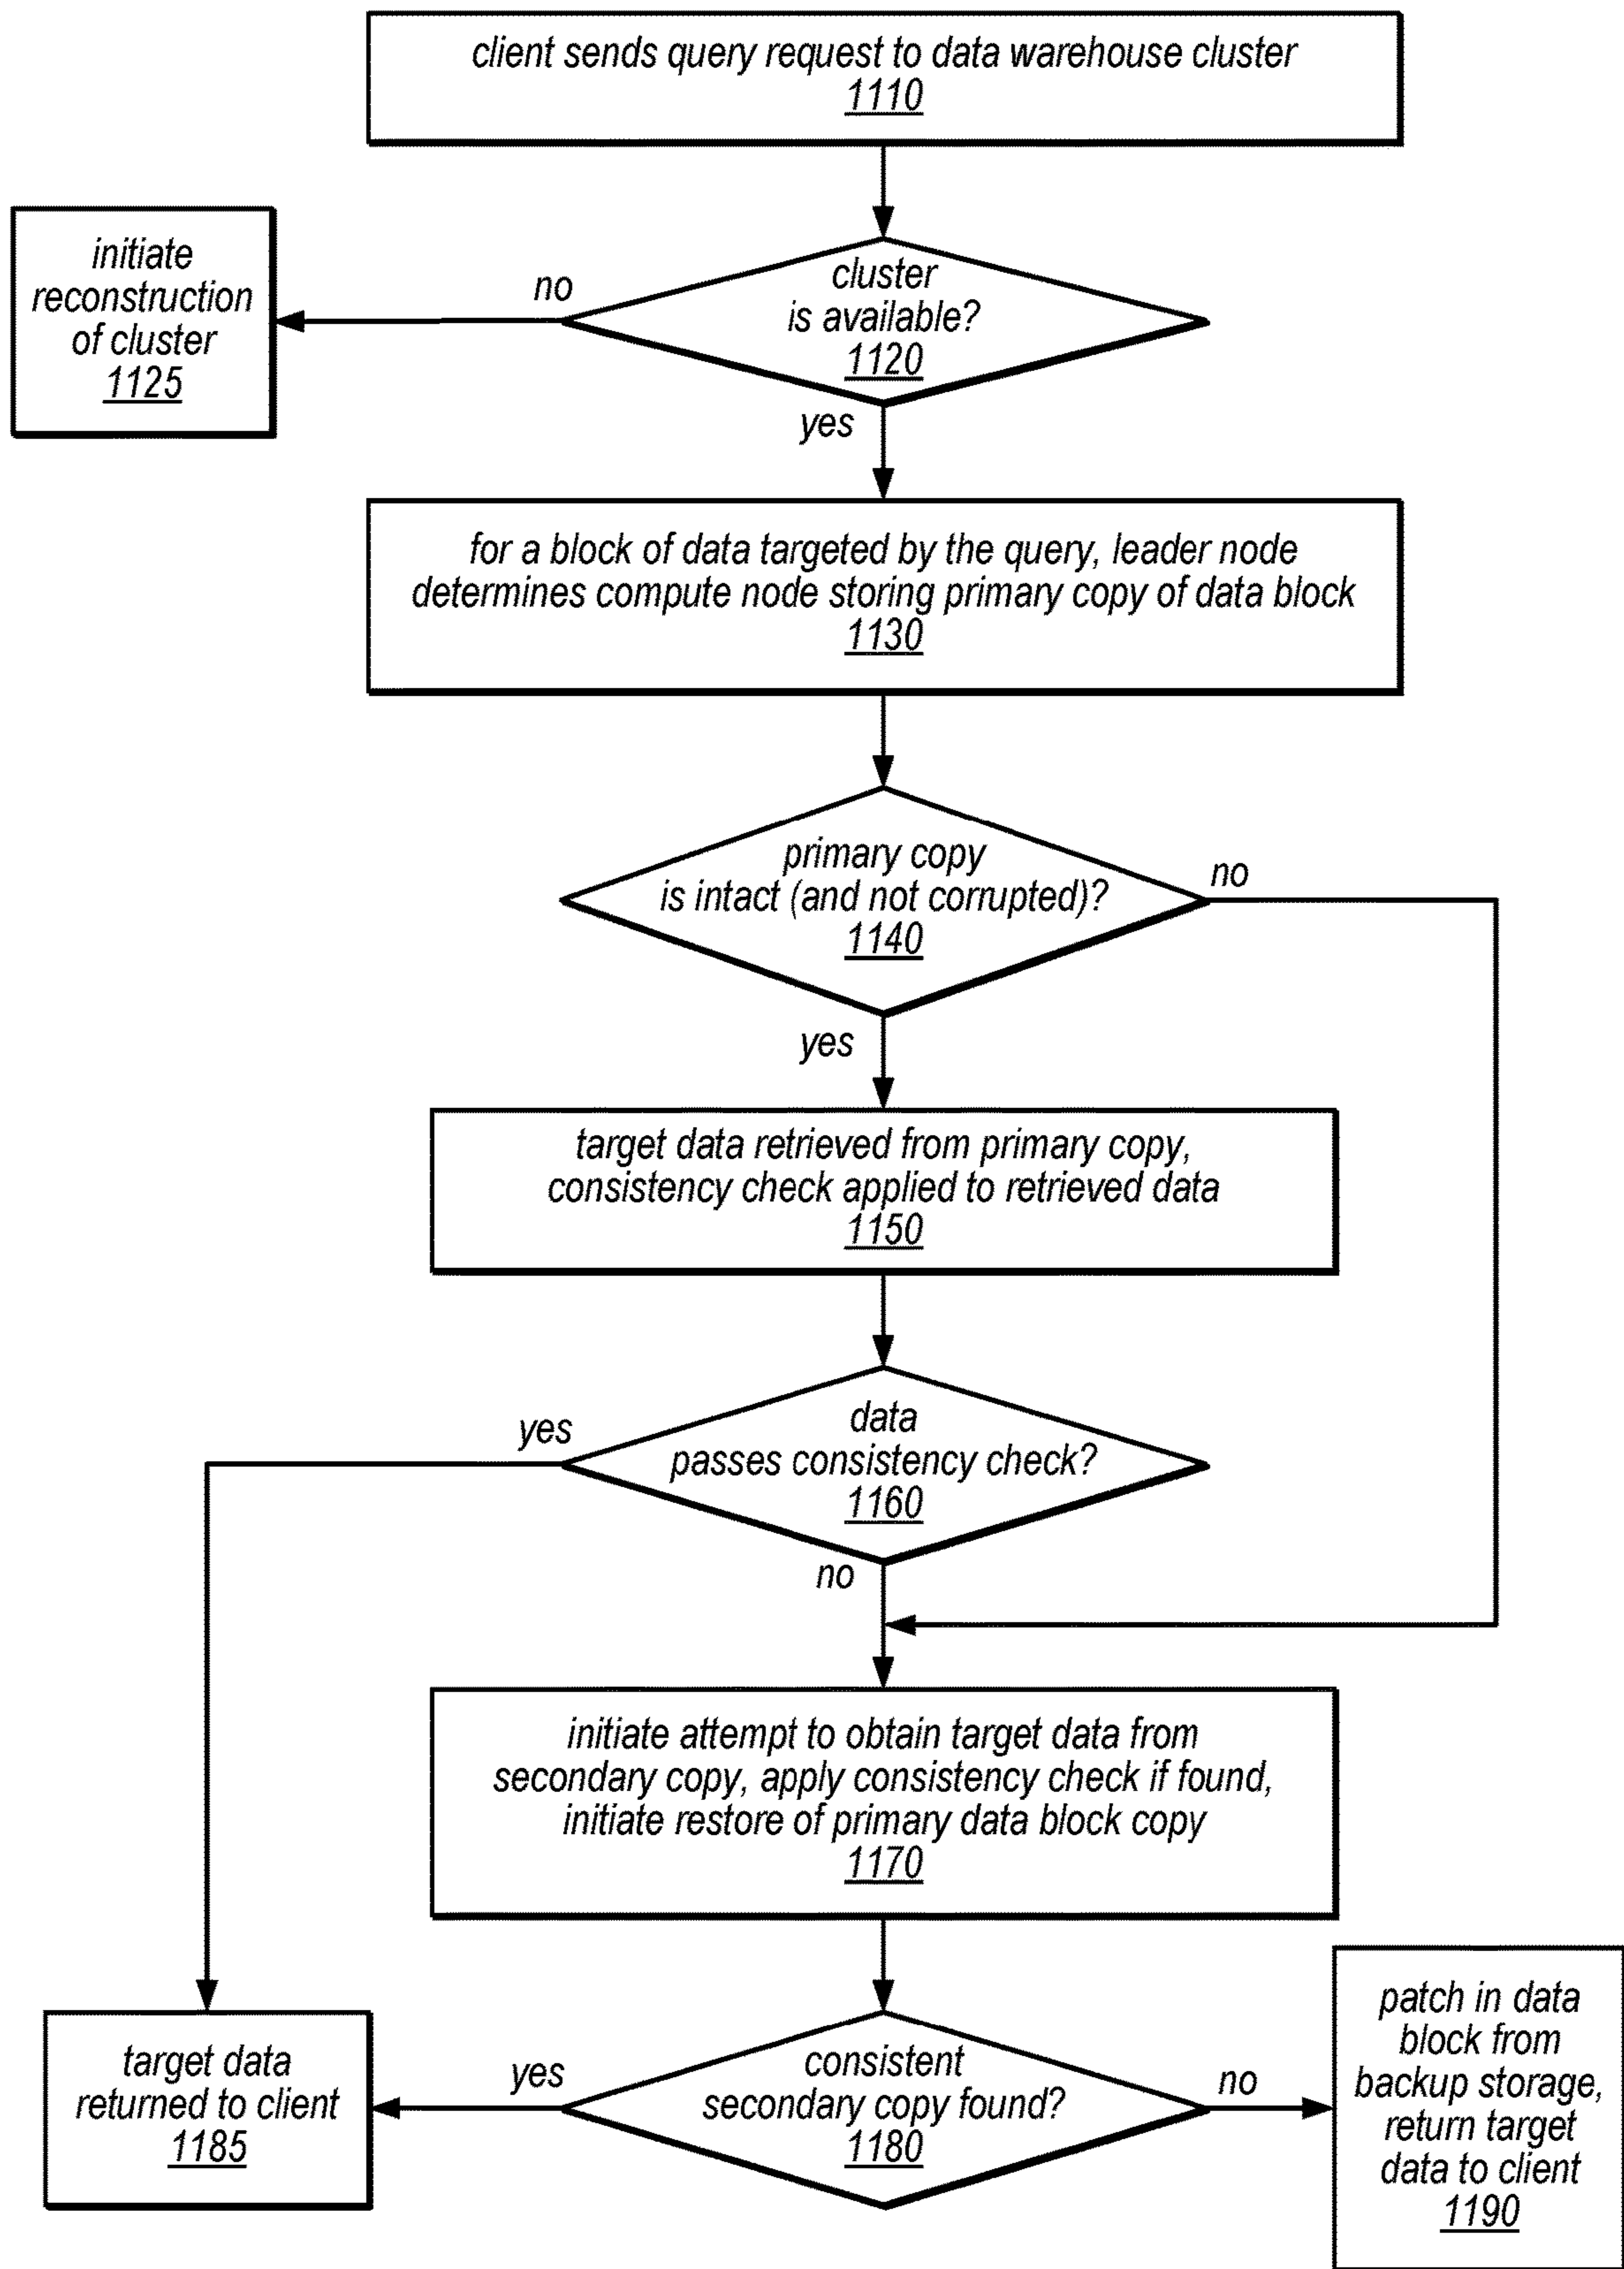 client sends query request to data warehouse cluster
1110
initiate
reconstruction
of cluster
1125
no
cluster
is available?
1120
yes
for a block of data targeted by the query, leader node
determines compute node storing primary copy of data block
1130
primary copy
is intact (and not corrupted)?
1140
no
yes
target data retrieved from primary copy,
consistency check applied to retrieved data
1150
yes
data
passes consistency check?
1160
no
initiate attempt to obtain target data from
secondary copy, apply consistency check if found,
initiate restore of primary data block copy
1170
target data
returned to client
1185
yes
consistent
secondary copy found?
1180
no
patch in data
block from
backup storage,
return target
data to client
1190